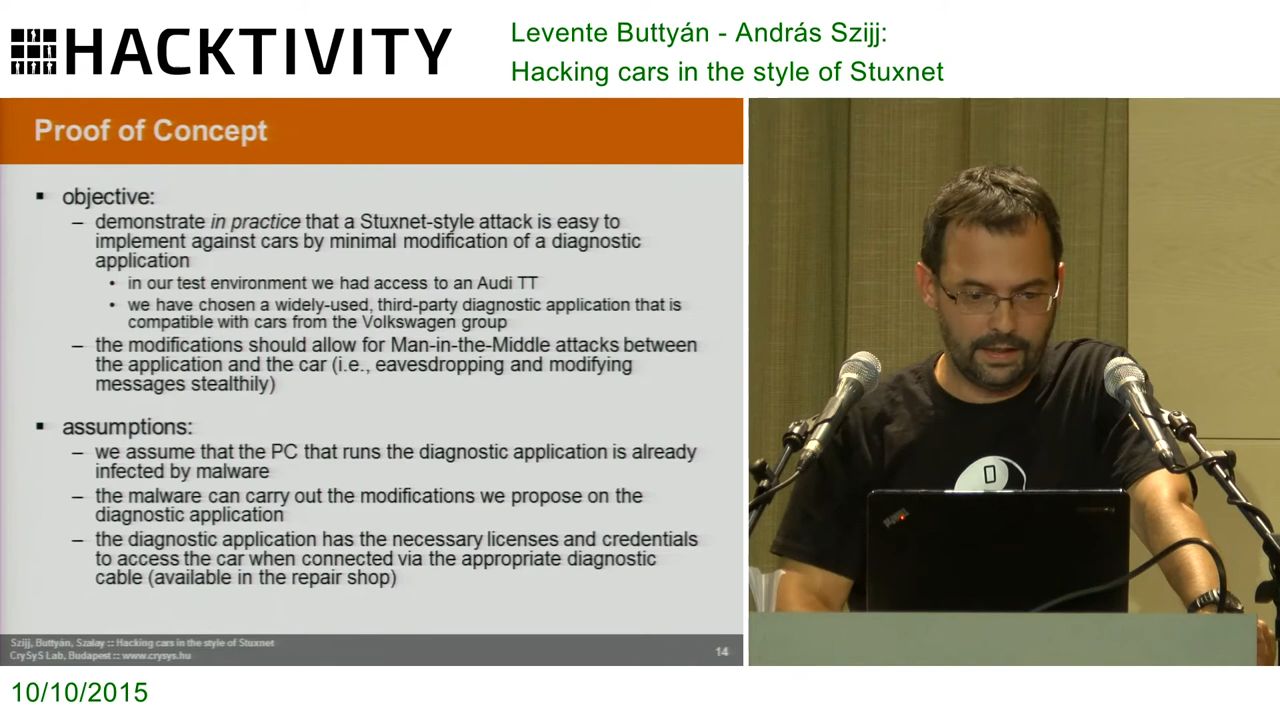 HACKTIVITY
Levente Buttyán - András Szijj:
Hacking cars in the style of Stuxnet
Proof of Concept
▪ objective:
– demonstrate in practice that a Stuxnet-style attack is easy to
implement against cars by minimal modification of a diagnostic
application
• in our test environment we had access to an Audi TT
• we have chosen a widely-used, third-party diagnostic application that is
compatible with cars from the Volkswagen group
– the modifications should allow for Man-in-the-Middle attacks between
the application and the car (i.e., eavesdropping and modifying
messages stealthily)
▪ assumptions:
– we assume that the PC that runs the diagnostic application is already
infected by malware
– the malware can carry out the modifications we propose on the
diagnostic application
– the diagnostic application has the necessary licenses and credentials
to access the car when connected via the appropriate diagnostic
cable (available in the repair shop)
Szijj, Buttyán, Szalay :: Hacking cars in the style of Stuxnet
CrySyS Lab, Budapest :: www.crysys.hu
14
10/10/2015